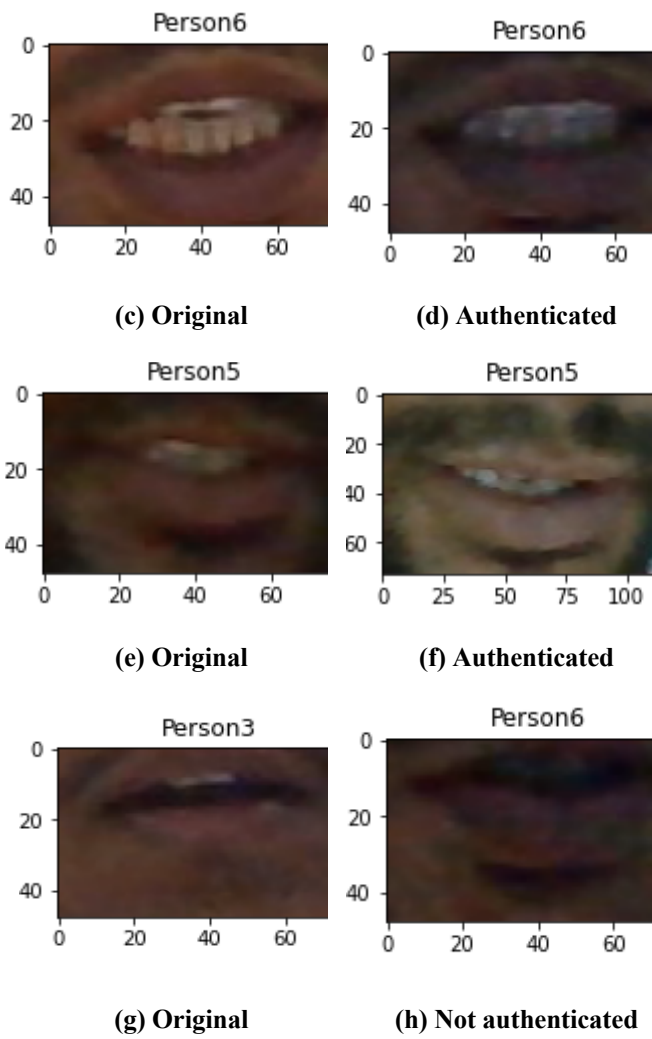 Person6
Person6
0
20
40
0 20 40 60
0
20
40
0 20 40 60
(c) Original
(d) Authenticated
Person5
Person5
0
20
40
0 20 40 60
0
20
40
60
0 25 50 75 100
(e) Original
(f) Authenticated
Person3
Person6
0
20
40
0 20 40 60
0
20
40
0 20 40 60
(g) Original
(h) Not authenticated